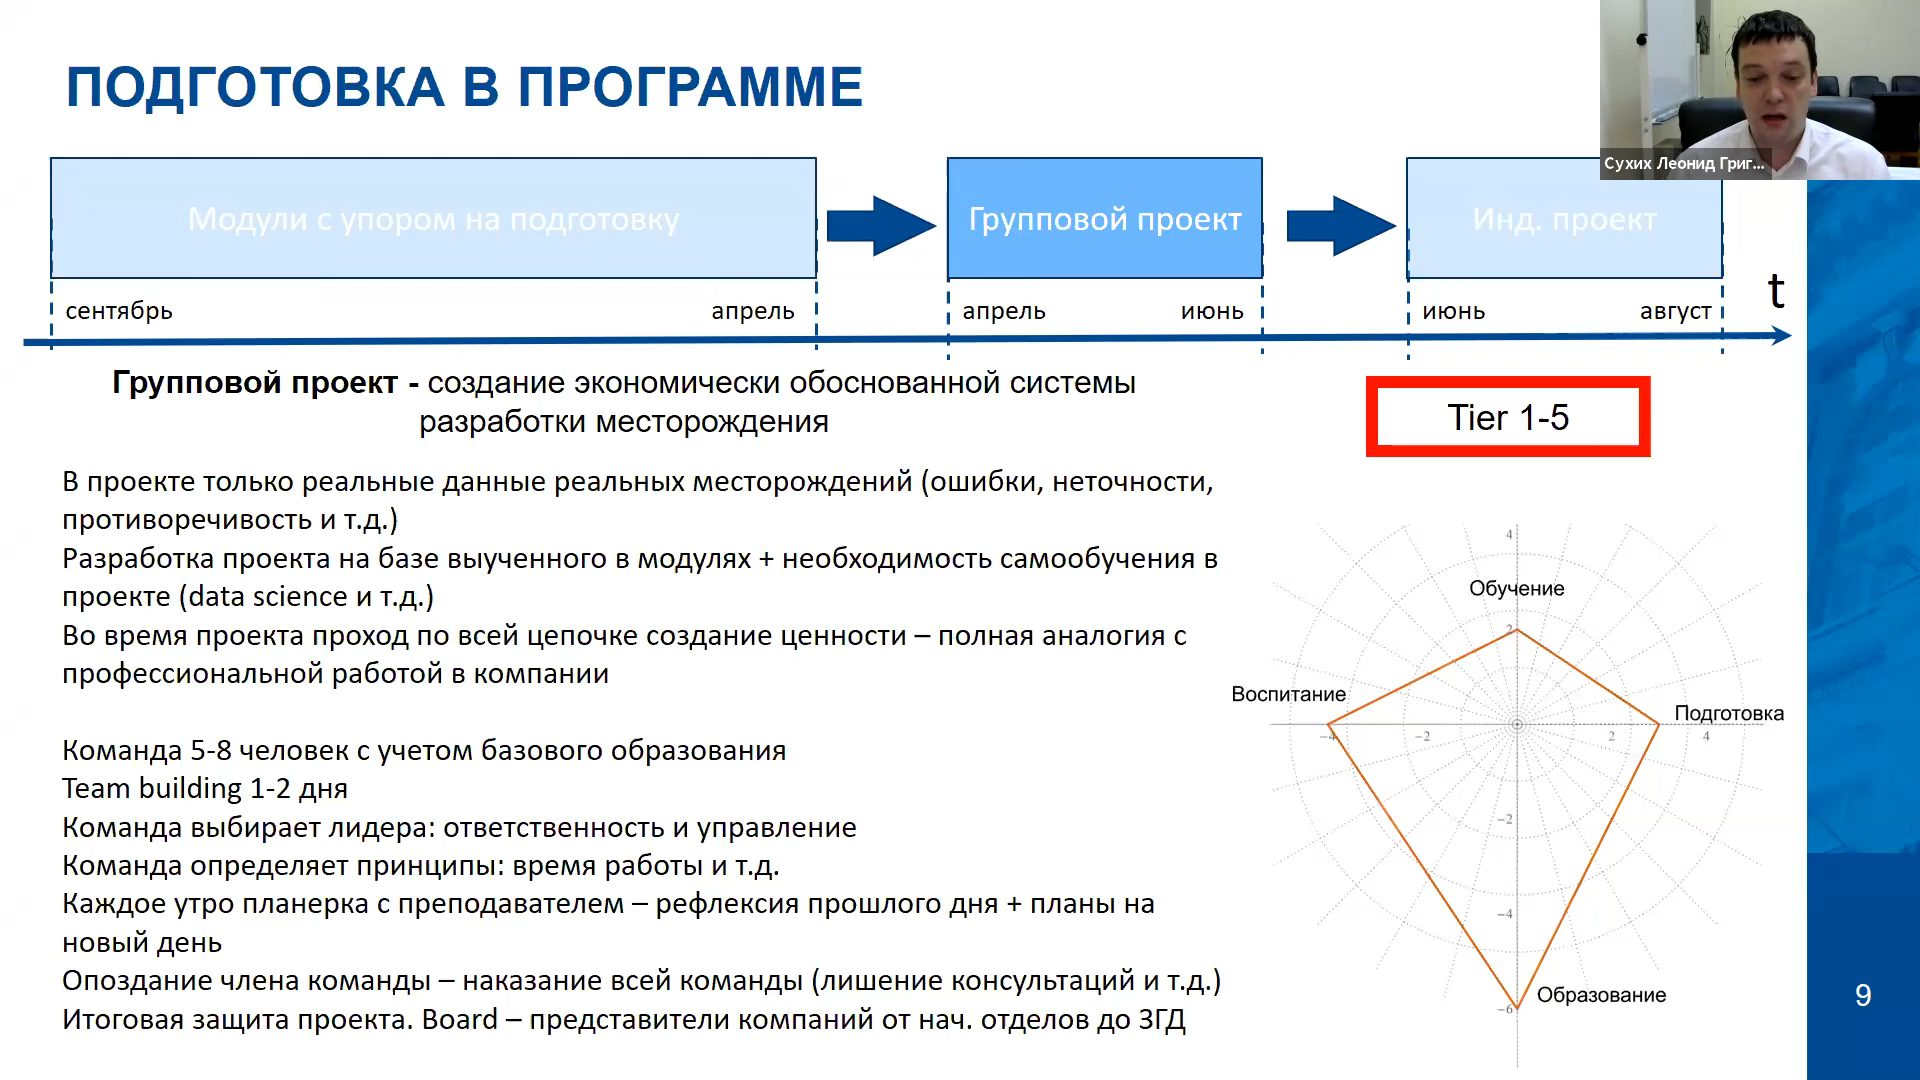 ПОДГОТОВКА В ПРОГРАММЕ
Сухих Леонид Григ...
Модули с упором на подготовку
Групповой проект
Инд. проект
сентябрь
апрель
апрель
июнь
июнь
август
t
Групповой проект - создание экономически обоснованной системы
разработки месторождения
Tier 1-5
В проекте только реальные данные реальных месторождений (ошибки, неточности,
противоречивость и т.д.)
Разработка проекта на базе выученного в модулях + необходимость самообучения в
проекте (data science и т.д.)
Во время проекта проход по всей цепочке создание ценности – полная аналогия с
профессиональной работой в компании
Команда 5-8 человек с учетом базового образования
Team building 1-2 дня
Команда выбирает лидера: ответственность и управление
Команда определяет принципы: время работы и т.д.
Каждое утро планерка с преподавателем – рефлексия прошлого дня + планы на
новый день
Опоздание члена команды – наказание всей команды (лишение консультаций и т.д.)
Итоговая защита проекта. Board – представители компаний от нач. отделов до ЗГД
4
Обучение
2
Воспитание
Подготовка
−4
−2
2
4
−2
−4
Образование
−6
9